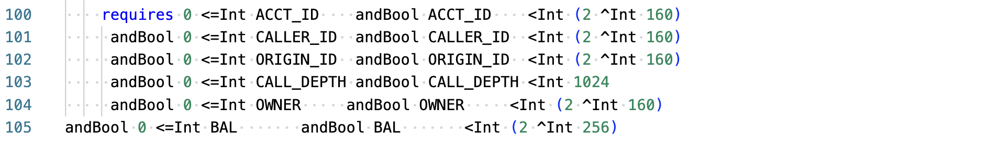 100        requires 0 <=Int ACCT_ID    andBool ACCT_ID    <Int (2 ^Int 160)
101         andBool 0 <=Int CALLER_ID  andBool CALLER_ID  <Int (2 ^Int 160)
102         andBool 0 <=Int ORIGIN_ID  andBool ORIGIN_ID  <Int (2 ^Int 160)
103         andBool 0 <=Int CALL_DEPTH andBool CALL_DEPTH <Int 1024
104         andBool 0 <=Int OWNER     andBool OWNER     <Int (2 ^Int 160)
105    andBool 0 <=Int BAL       andBool BAL       <Int (2 ^Int 256)